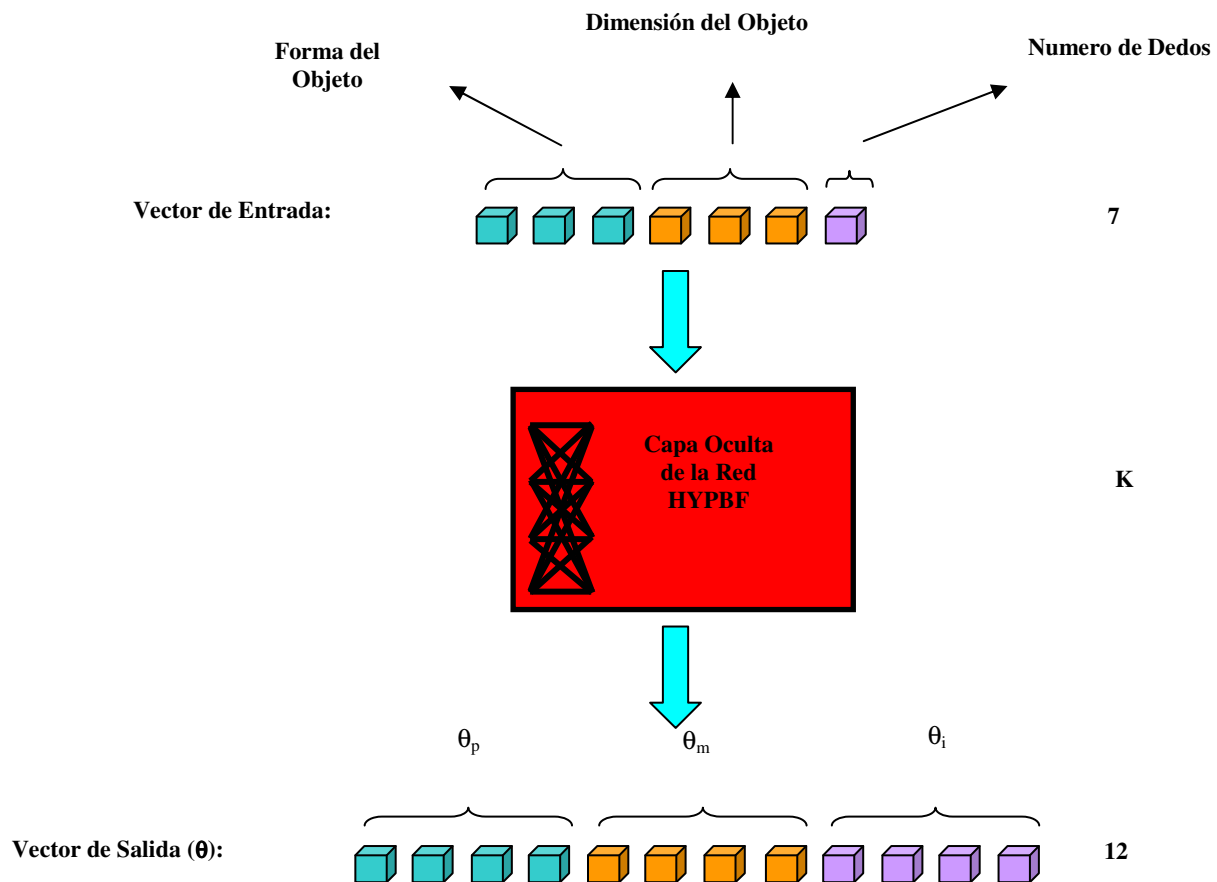 Dimensión del Objeto
Forma del
Objeto
Numero de Dedos
Vector de Entrada:
7
Capa Oculta
de la Red
HYPBF
K
θp
θm
θi
Vector de Salida (θ):
12